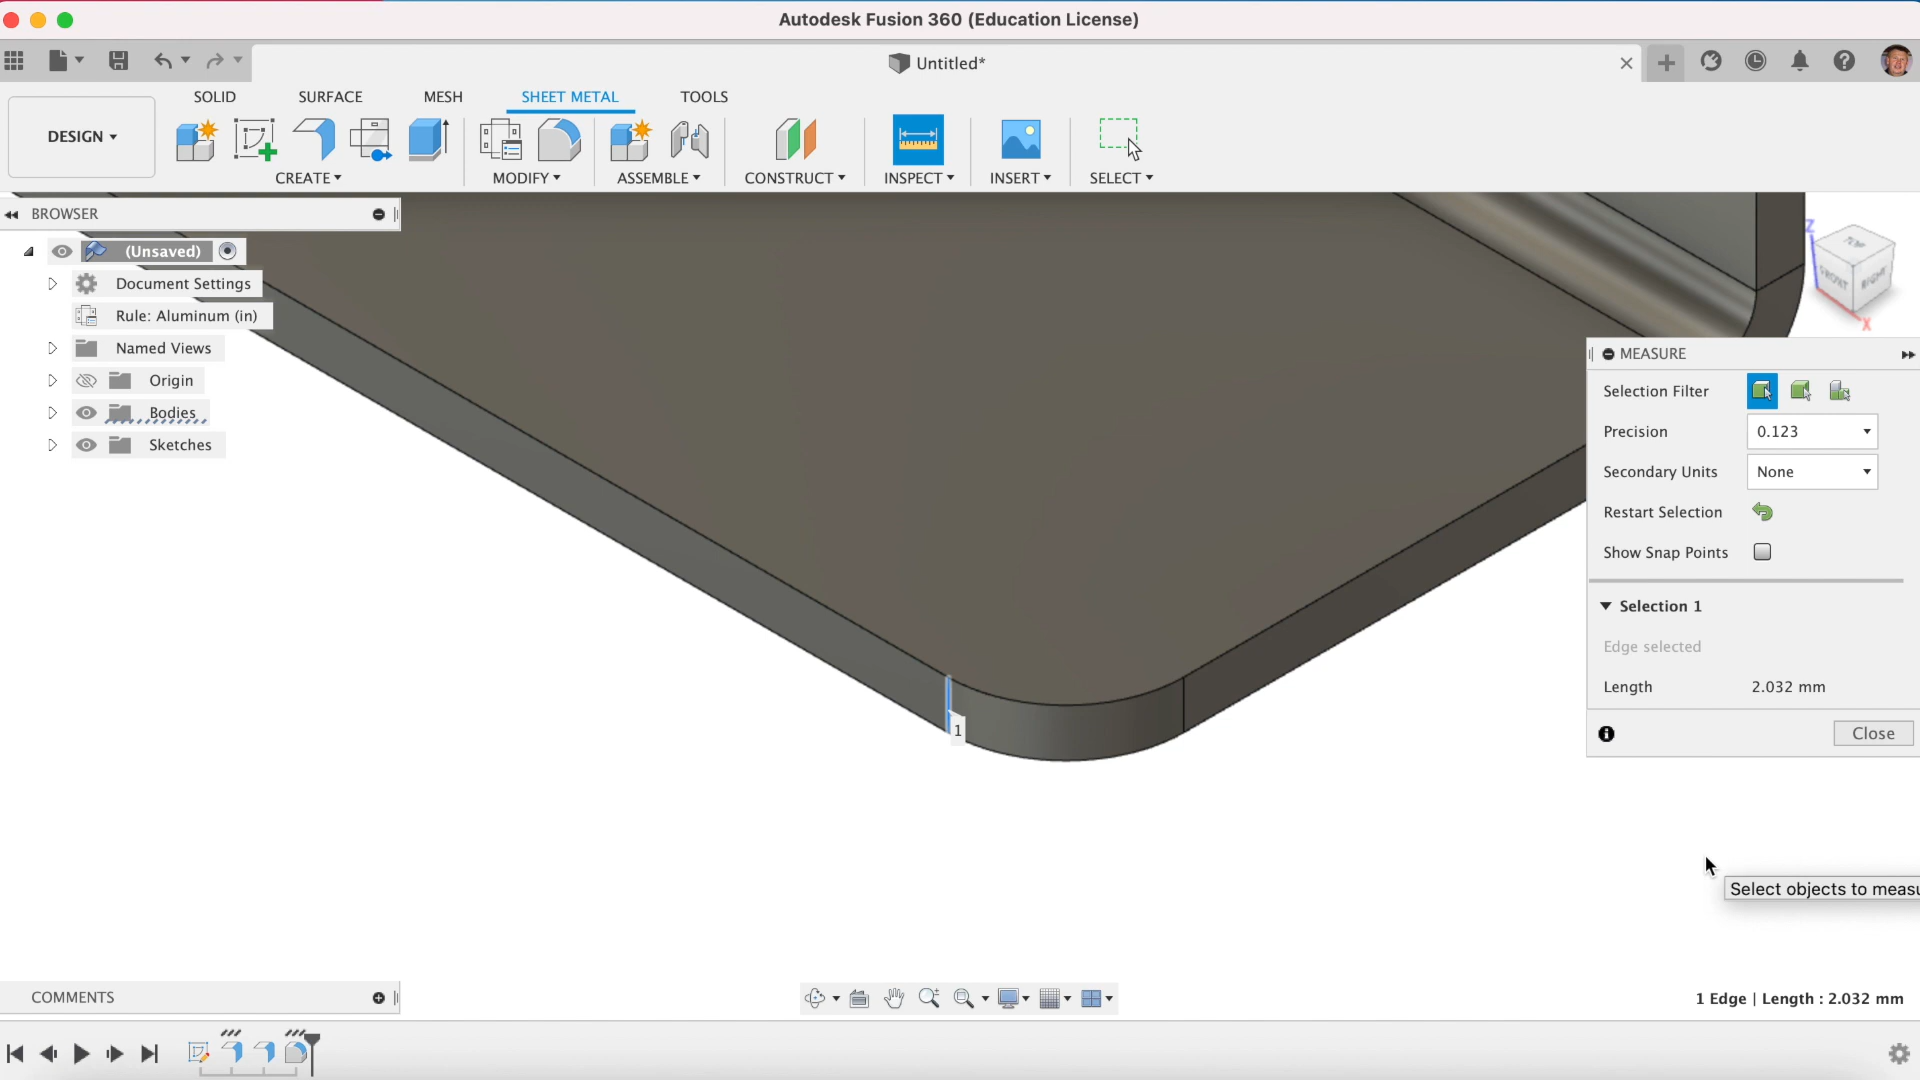 Autodesk Fusion 360 (Education License)
Untitled*
SOLID
SURFACE
MESH
SHEET METAL
TOOLS
DESIGN
CREATE
MODIFY
ASSEMBLE
CONSTRUCT
INSPECT
INSERT
SELECT
BROWSER
(Unsaved)
Document Settings
Rule: Aluminum (in)
Named Views
Origin
Bodies
Sketches
Z
TOP
FRONT
RIGHT
X
MEASURE
Selection Filter
Precision 0.123
Secondary Units None
Restart Selection
Show Snap Points
Selection 1
Edge selected
Length 2.032 mm
Close
1
Select objects to measu
COMMENTS
1 Edge | Length : 2.032 mm